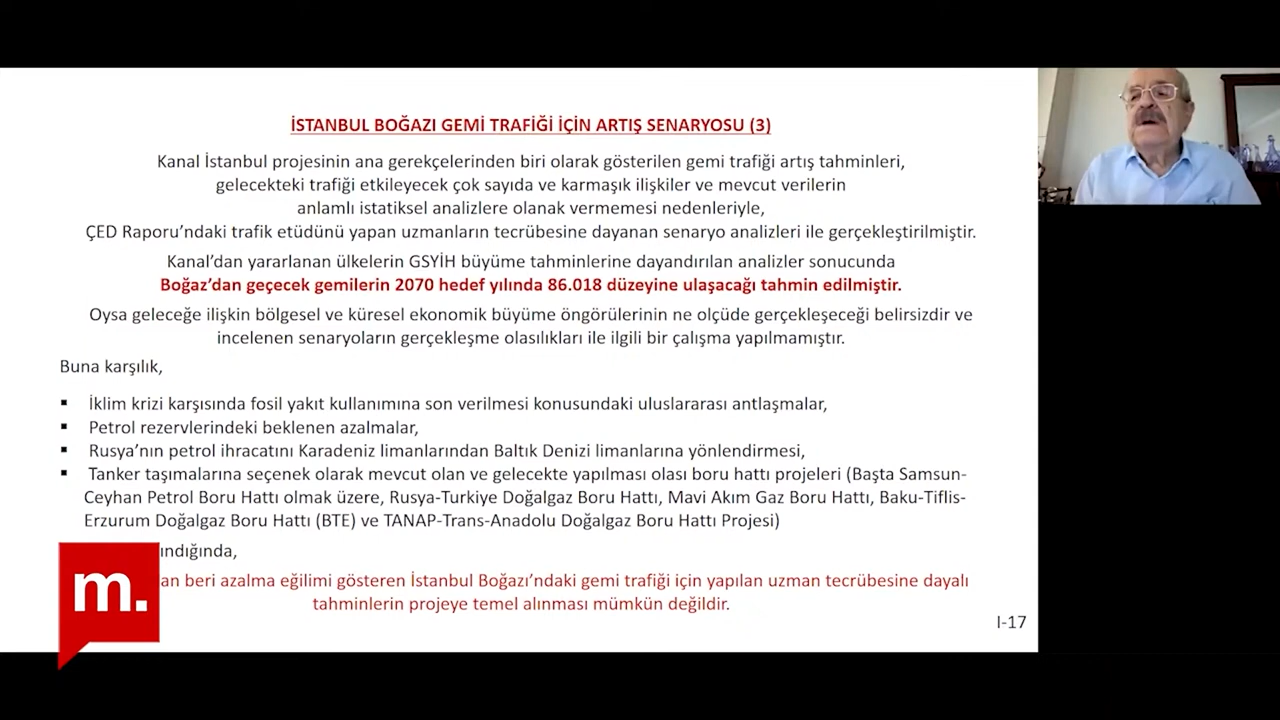 İSTANBUL BOĞAZI GEMİ TRAFİĞİ İÇİN ARTIŞ SENARYOSU (3)
Kanal İstanbul projesinin ana gerekçelerinden biri olarak gösterilen gemi trafiği artış tahminleri,
gelecekteki trafiği etkileyecek çok sayıda ve karmaşık ilişkiler ve mevcut verilerin
anlamlı istatiksel analizlere olanak vermemesi nedenleriyle,
ÇED Raporu’ndaki trafik etüdünü yapan uzmanların tecrübesine dayanan senaryo analizleri ile gerçekleştirilmiştir.
Kanal’dan yararlanan ülkelerin GSYİH büyüme tahminlerine dayandırılan analizler sonucunda
Boğaz’dan geçecek gemilerin 2070 hedef yılında 86.018 düzeyine ulaşacağı tahmin edilmiştir.
Oysa geleceğe ilişkin bölgesel ve küresel ekonomik büyüme öngörülerinin ne olçüde gerçekleşeceği belirsizdir ve
incelenen senaryoların gerçekleşme olasılıkları ile ilgili bir çalışma yapılmamıştır.
Buna karşılık,
▪ İklim krizi karşısında fosil yakıt kullanımına son verilmesi konusundaki uluslararası antlaşmalar,
▪ Petrol rezervlerindeki beklenen azalmalar,
▪ Rusya’nın petrol ihracatını Karadeniz limanlarından Baltık Denizi limanlarına yönlendirmesi,
▪ Tanker taşımalarına seçenek olarak mevcut olan ve gelecekte yapılması olası boru hattı projeleri (Başta Samsun-
Ceyhan Petrol Boru Hattı olmak üzere, Rusya-Turkiye Doğalgaz Boru Hattı, Mavi Akım Gaz Boru Hattı, Baku-Tiflis-
Erzurum Doğalgaz Boru Hattı (BTE) ve TANAP-Trans-Anadolu Doğalgaz Boru Hattı Projesi)
ındığında,
an beri azalma eğilimi gösteren İstanbul Boğazı’ndaki gemi trafiği için yapılan uzman tecrübesine dayalı
tahminlerin projeye temel alınması mümkün değildir.
m.
I-17